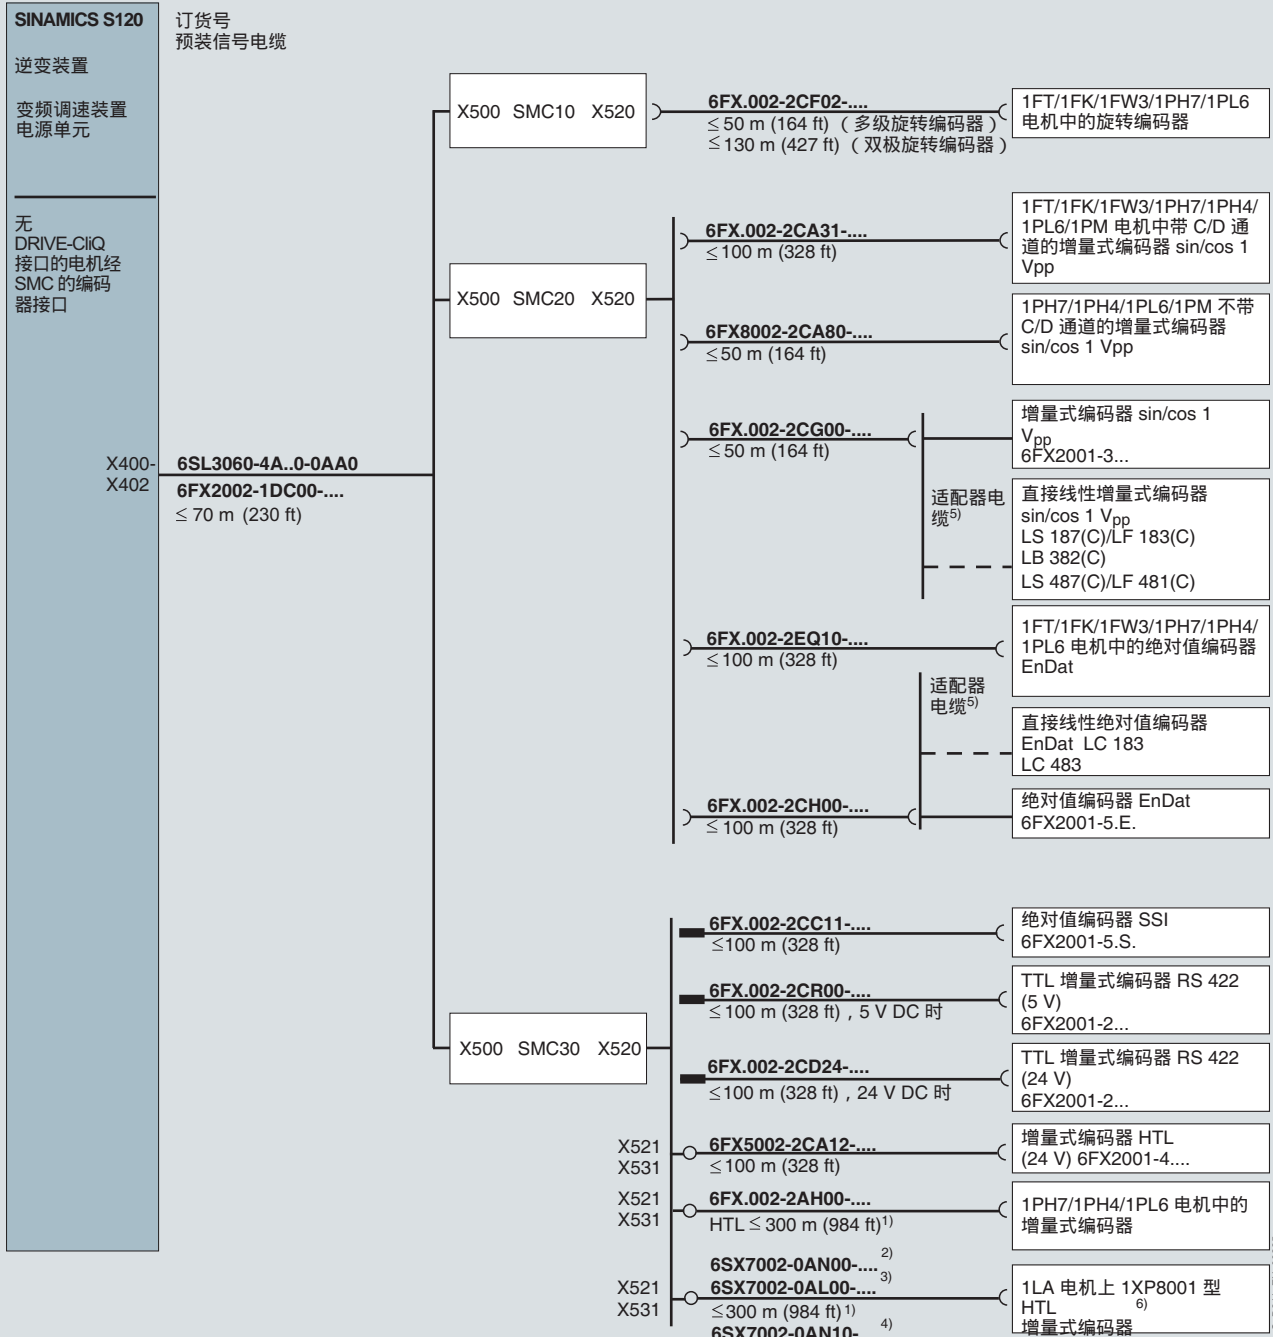 SINAMICS S120
逆变装置
变频调速装置
电源单元
无
DRIVE-CliQ
接口的电机经
SMC 的编码
器接口
X400-
X402
订货号
预装信号电缆
6SL3060-4A..0-0AA0
6FX2002-1DC00-....
≤ 70 m (230 ft)
X500 SMC10 X520
6FX.002-2CF02-....
≤ 50 m (164 ft) ( 多级旋转编码器 )
≤ 130 m (427 ft) ( 双极旋转编码器 )
1FT/1FK/1FW3/1PH7/1PL6
电机中的旋转编码器
X500 SMC20 X520
6FX.002-2CA31-....
≤ 100 m (328 ft)
1FT/1FK/1FW3/1PH7/1PH4/
1PL6/1PM 电机中带 C/D 通
道的增量式编码器 sin/cos 1
Vpp
6FX8002-2CA80-....
≤ 50 m (164 ft)
1PH7/1PH4/1PL6/1PM 不带
C/D 通道的增量式编码器
sin/cos 1 Vpp
6FX.002-2CG00-....
≤ 50 m (164 ft)
增量式编码器 sin/cos 1
Vpp
6FX2001-3...
适配器电
缆5)
直接线性增量式编码器
sin/cos 1 Vpp
LS 187(C)/LF 183(C)
LB 382(C)
LS 487(C)/LF 481(C)
6FX.002-2EQ10-....
≤ 100 m (328 ft)
1FT/1FK/1FW3/1PH7/1PH4/
1PL6 电机中的绝对值编码器
EnDat
适配器
电缆5)
直接线性绝对值编码器
EnDat LC 183
LC 483
6FX.002-2CH00-....
≤ 100 m (328 ft)
绝对值编码器 EnDat
6FX2001-5.E.
X500 SMC30 X520
6FX.002-2CC11-....
≤100 m (328 ft)
绝对值编码器 SSI
6FX2001-5.S.
6FX.002-2CR00-....
≤ 100 m (328 ft) , 5 V DC 时
TTL 增量式编码器 RS 422
(5 V)
6FX2001-2...
6FX.002-2CD24-....
≤100 m (328 ft) , 24 V DC 时
TTL 增量式编码器 RS 422
(24 V)
6FX2001-2...
X521
X531
6FX5002-2CA12-....
≤ 100 m (328 ft)
增量式编码器 HTL
(24 V) 6FX2001-4....
X521
X531
6FX.002-2AH00-....
HTL ≤ 300 m (984 ft)1)
1PH7/1PH4/1PL6 电机中的
增量式编码器
X521
X531
6SX7002-0AN00-.... 2)
6SX7002-0AL00-.... 3)
≤300 m (984 ft) 1)
6SX7002-0AN10- 4)
1LA 电机上 1XP8001 型
HTL 6)
增量式编码器